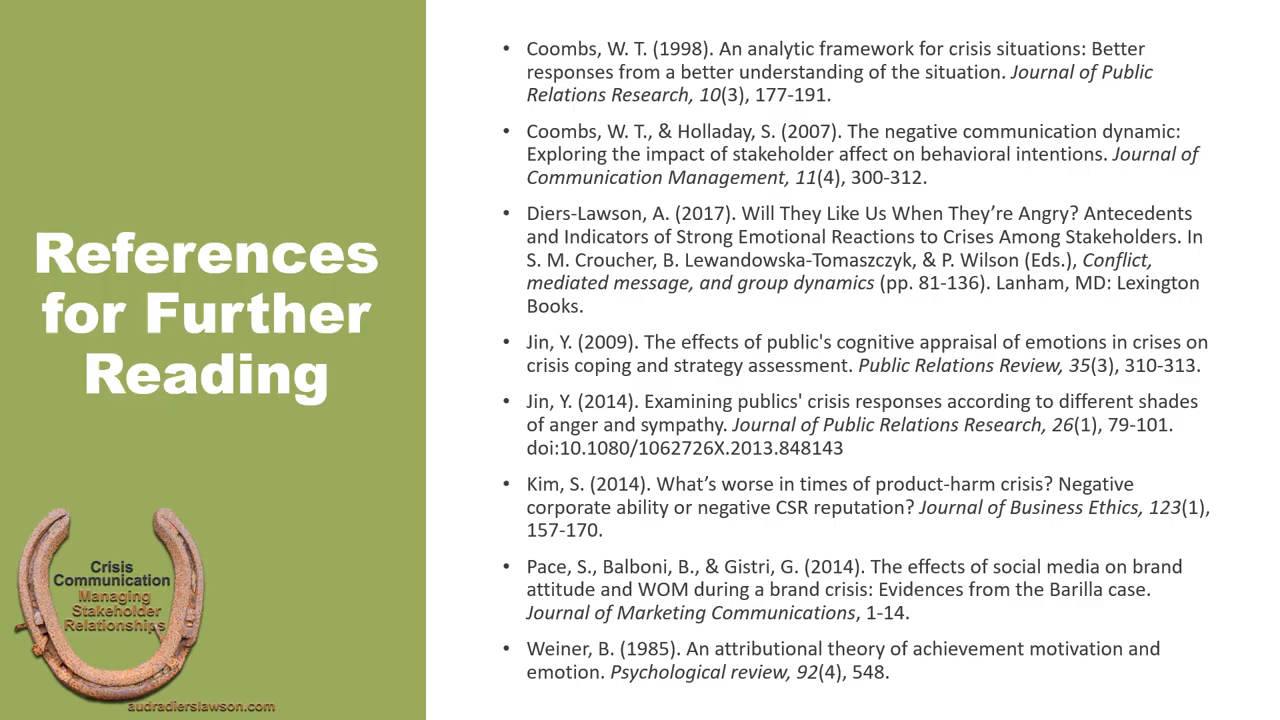 References
for Further
Reading
• Coombs, W. T. (1998). An analytic framework for crisis situations: Better
responses from a better understanding of the situation. Journal of Public
Relations Research, 10(3), 177-191.
• Coombs, W. T., & Holladay, S. (2007). The negative communication dynamic:
Exploring the impact of stakeholder affect on behavioral intentions. Journal of
Communication Management, 11(4), 300-312.
• Diers-Lawson, A. (2017). Will They Like Us When They’re Angry? Antecedents
and Indicators of Strong Emotional Reactions to Crises Among Stakeholders. In
S. M. Croucher, B. Lewandowska-Tomaszczyk, & P. Wilson (Eds.), Conflict,
mediated message, and group dynamics (pp. 81-136). Lanham, MD: Lexington
Books.
• Jin, Y. (2009). The effects of public's cognitive appraisal of emotions in crises on
crisis coping and strategy assessment. Public Relations Review, 35(3), 310-313.
• Jin, Y. (2014). Examining publics' crisis responses according to different shades
of anger and sympathy. Journal of Public Relations Research, 26(1), 79-101.
doi:10.1080/1062726X.2013.848143
• Kim, S. (2014). What’s worse in times of product-harm crisis? Negative
corporate ability or negative CSR reputation? Journal of Business Ethics, 123(1),
157-170.
• Pace, S., Balboni, B., & Gistri, G. (2014). The effects of social media on brand
attitude and WOM during a brand crisis: Evidences from the Barilla case.
Journal of Marketing Communications, 1-14.
• Weiner, B. (1985). An attributional theory of achievement motivation and
emotion. Psychological review, 92(4), 548.
Crisis
Communication
Managing
Stakeholder
Relationships
audradierslawson.com